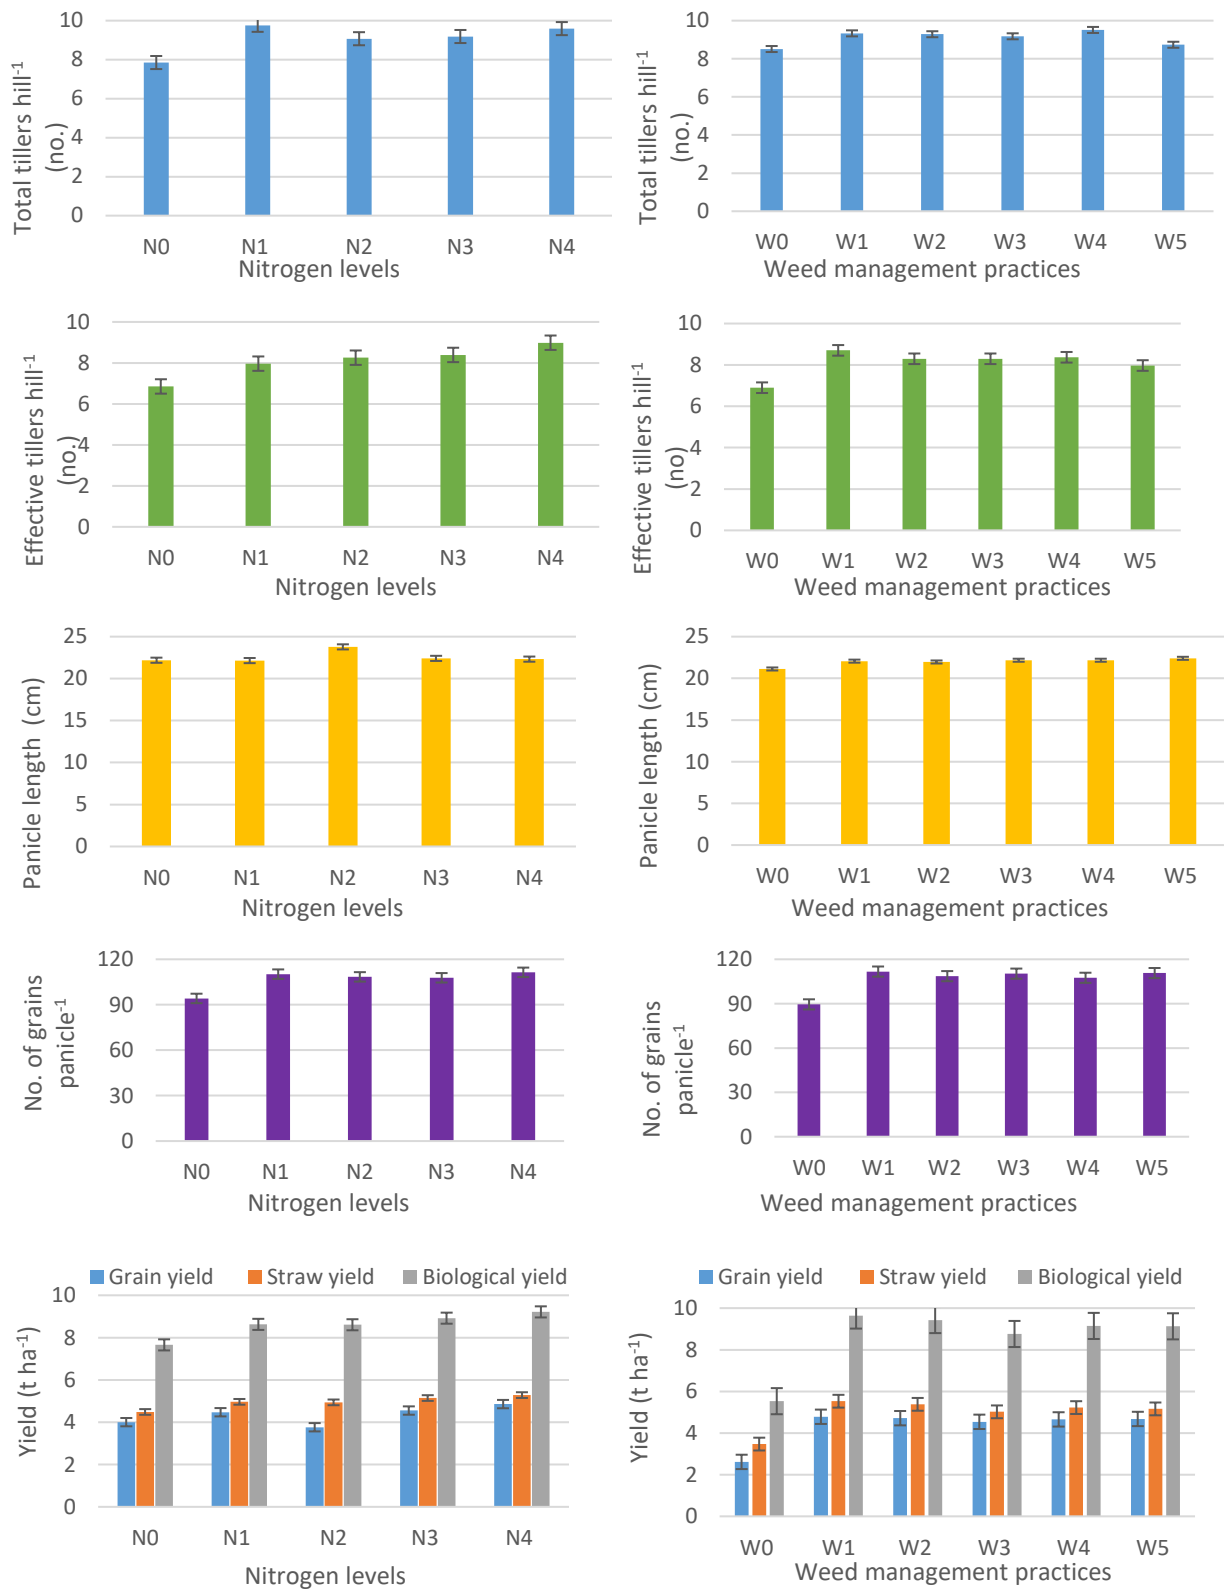 Total tillers hill-1
(no.)
10
8
6
4
2
0
N0 N1 N2 N3 N4
Nitrogen levels
Total tillers hill-1
(no.)
10
8
6
4
2
0
W0 W1 W2 W3 W4 W5
Weed management practices
Effective tillers hill-1
(no.)
10
8
6
4
2
0
N0 N1 N2 N3 N4
Nitrogen levels
Effective tillers hill-1
(no)
10
8
6
4
2
0
W0 W1 W2 W3 W4 W5
Weed management practices
Panicle length (cm)
25
20
15
10
5
0
N0 N1 N2 N3 N4
Nitrogen levels
Panicle length (cm)
25
20
15
10
5
0
W0 W1 W2 W3 W4 W5
Weed management practices
No. of grains
panicle-1
120
90
60
30
0
N0 N1 N2 N3 N4
Nitrogen levels
No. of grains
panicle-1
120
90
60
30
0
W0 W1 W2 W3 W4 W5
Weed management practices
Grain yield Straw yield Biological yield
Yield (t ha-1)
10
8
6
4
2
0
N0 N1 N2 N3 N4
Nitrogen levels
Grain yield Straw yield Biological yield
Yield (t ha-1)
10
8
6
4
2
0
W0 W1 W2 W3 W4 W5
Weed management practices